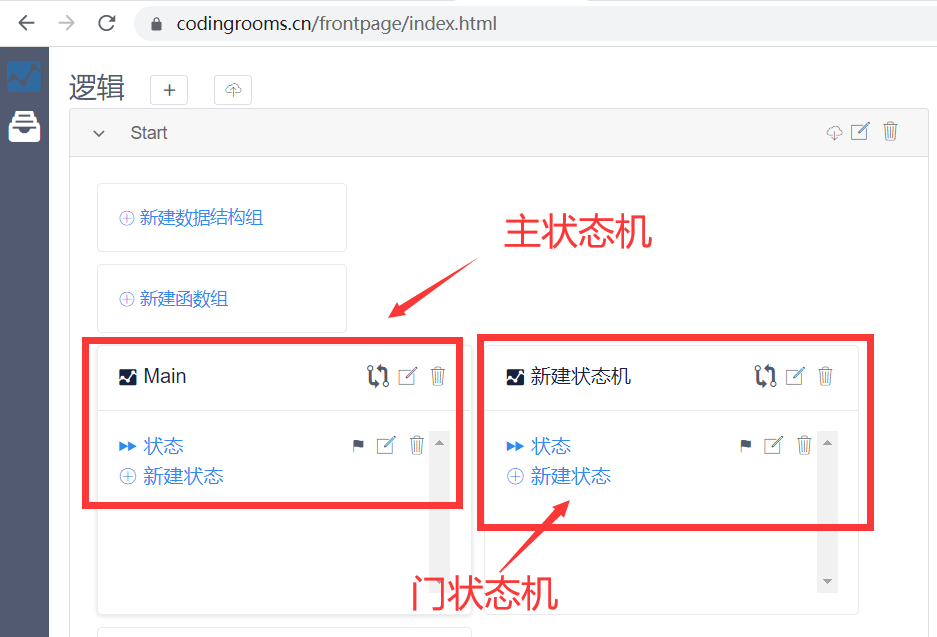 codingrooms.cn/frontpage/index.html
逻辑
Start
新建数据结构组
主状态机
新建函数组
Main
新建状态机
状态
新建状态
状态
新建状态
门状态机